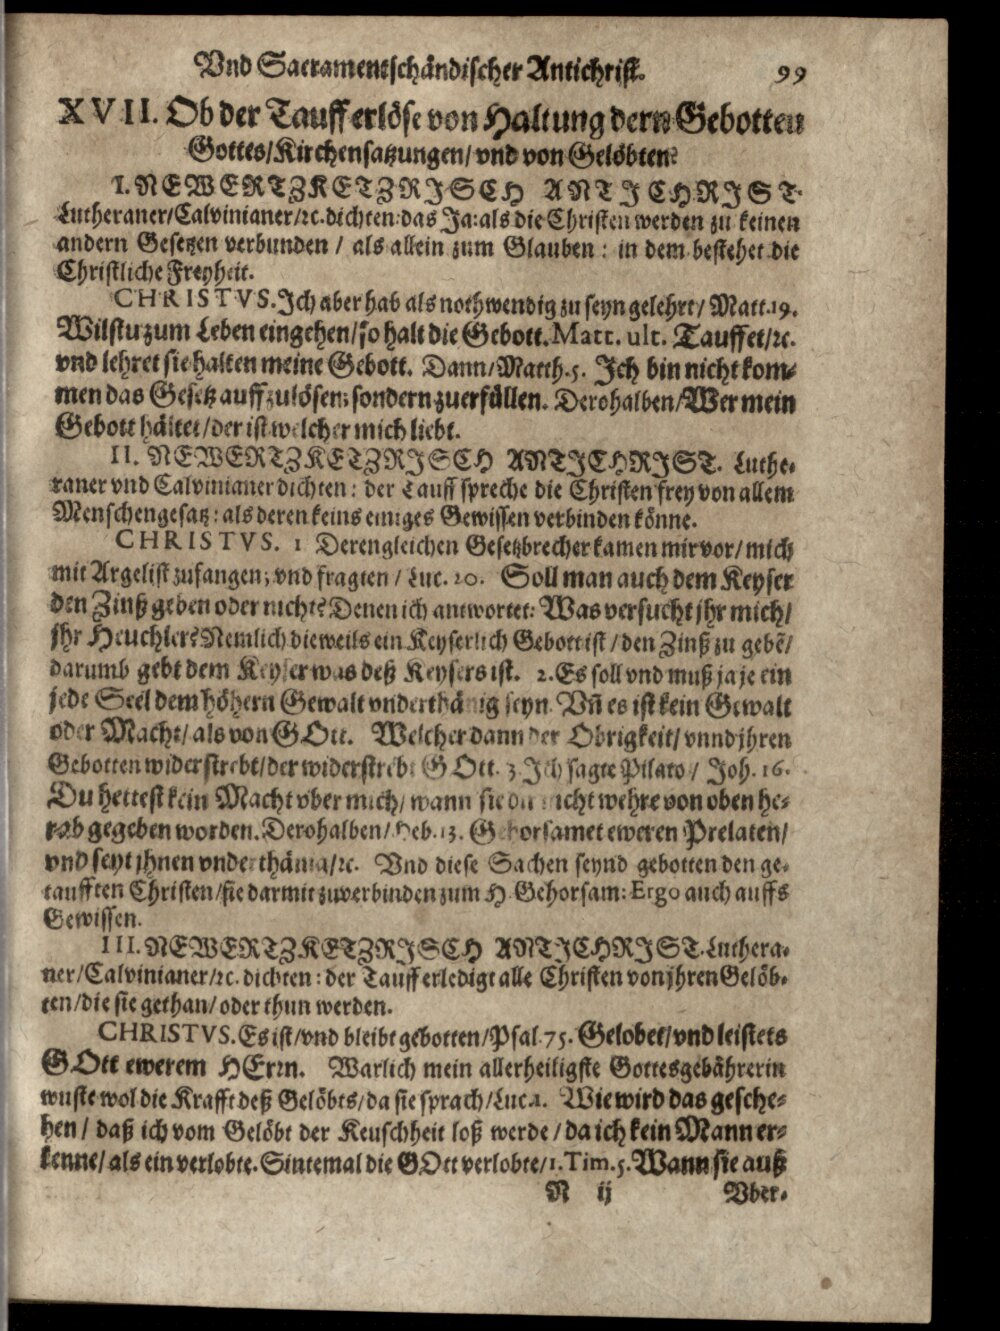 Vnd Sacramentschändischer Antichrist. 99
XVII. Ob der Tauff erlöse von Haltung dern Gebotten
Gottes/Kirchensatzungen/vnd von Gelöbten?
I. NEWERTZKETZRISCH ANTICHRIST.
Lutheraner/Calvinianer/ꝛc. dichten das Ja: als die Christen werden zu keinen
andern Gesetzen verbunden / als allein zum Glauben: in dem bestehet die
Christliche Freyheit.
CHRISTVS. Ich aber hab als nothwendig zu seyn gelehrt/ Matt. 19.
Wilstu zum Leben eingehen/so halt die Gebott. Matt. ult. Tauffet/ꝛc.
vnd lehret sie halten meine Gebott. Dann/Matth. 5. Ich bin nicht kom-
men das Gesetz auffzulösen; sondern zuerfüllen. Derohalben/Wer mein
Gebott hältet/der ist welcher mich liebt.
II. NEWERTZKETZRISCH ANTICHRIST. Luthe-
raner vnd Calvinianer dichten: der Tauff spreche die Christen frey von allem
Menschengesatz: als deren keins einiges Gewissen verbinden könne.
CHRISTVS. 1 Derengleichen Gesetzbrecher kamen mir vor/ mich
mit Argelist zufangen; vnd fragten / Luc. 20. Soll man auch dem Keyser
den Zinß geben oder nicht? Denen ich antwortet: Was versucht jhr mich/
jhr Heuchler? Nemlich dieweils ein Keyserlich Gebott ist / den Zinß zu gebẽ/
darumb gebt dem Keyser was deß Keysers ist. 2. Es soll vnd muß ja je ein
jede Seel dem höhern Gewalt vnderthänig seyn. Vñ es ist kein Gewalt
oder Macht/ als von GOtt. Welcher dann der Obrigkeit/ vnnd jhren
Gebotten widerstrebt/der widerstrebt GOtt. 3. Ich sagte Pilato / Joh. 16.
Du hettest kein Macht vber mich/ wann sie dir nicht wehre von oben he-
rab gegeben worden. Derohalben/ Heb. 13. Gehorsamet eweren Prelaten/
vnd seyt jhnen vnderthänig/ꝛc. Vnd diese Sachen seynd gebotten den ge-
taufften Christen/sie darmit zuverbinden zum H. Gehorsam: Ergo auch auffs
Gewissen.
III. NEWERTZKETZRISCH ANTICHRIST. Luthera-
ner/Calvinianer/ꝛc. dichten: der Tauff erledigt alle Christen von jhren Gelöb-
ten/die sie gethan/ oder thun werden.
CHRISTVS. Es ist/vnd bleibt gebotten/Psal. 75. Gelobet/vnd leistets
GOtt ewerem HErrn. Warlich mein allerheiligste Gottesgebährerin
wuste wol die Krafft deß Gelöbts/da sie sprach/Luc. 1. Wie wird das gesche-
hen / daß ich vom Gelöbt der Keuschheit loß werde / da ich kein Mann er-
kenne/ als ein verlobte. Sintemal die GOtt verlobte/1. Tim. 5. Wann sie auß
N ij Vber-